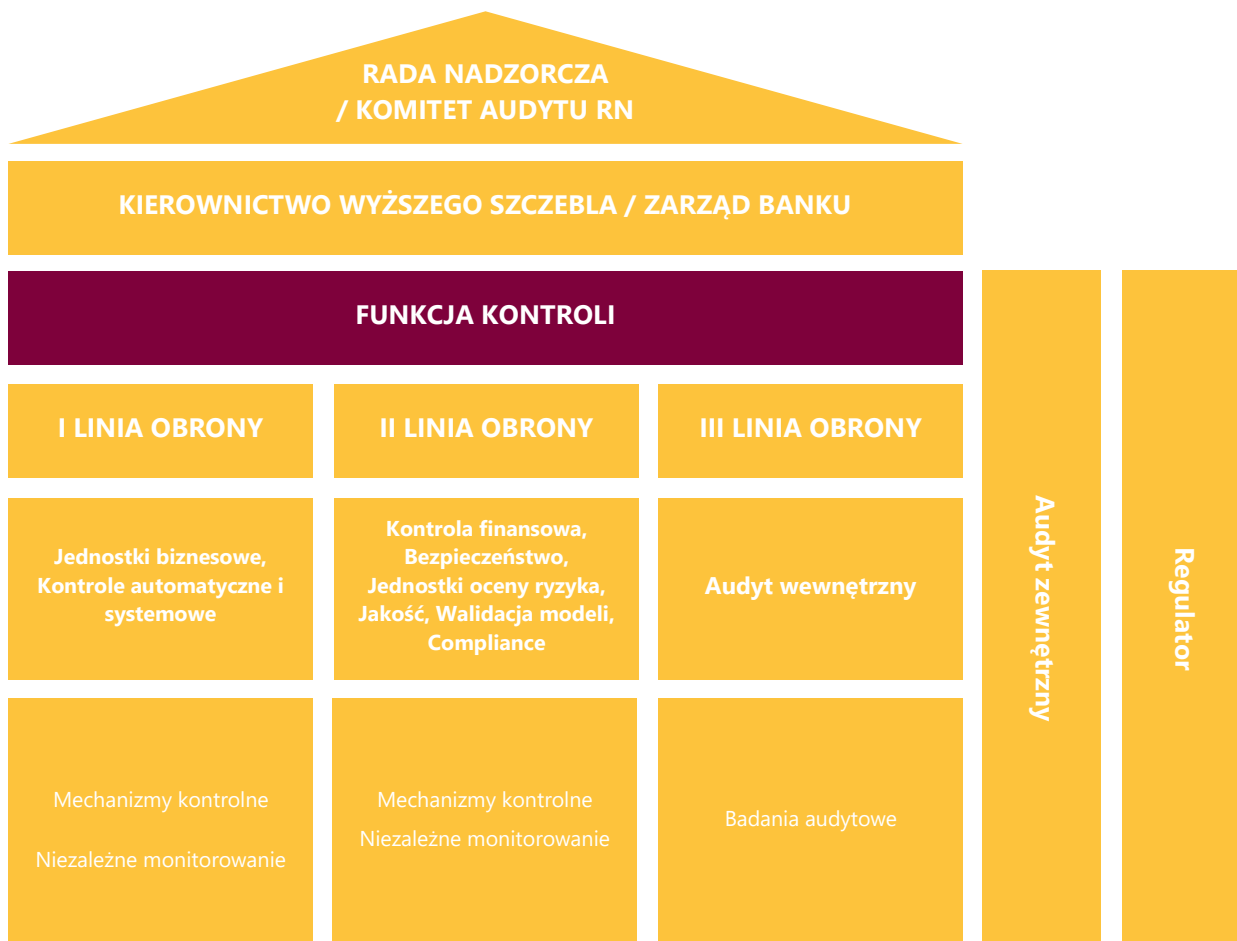 RADA NADZORCZA
/ KOMITET AUDYTU RN
KIEROWNICTWO WYŻSZEGO SZCZEBLA / ZARZĄD BANKU
FUNKCJA KONTROLI
I LINIA OBRONY
II LINIA OBRONY
III LINIA OBRONY
Jednostki biznesowe,
Kontrole automatyczne i
systemowe
Kontrola finansowa,
Bezpieczeństwo,
Jednostki oceny ryzyka,
Jakość, Walidacja modeli,
Compliance
Audyt wewnętrzny
Mechanizmy kontrolne
Niezależne monitorowanie
Mechanizmy kontrolne
Niezależne monitorowanie
Badania audytowe
Audyt zewnętrzny
Regulator